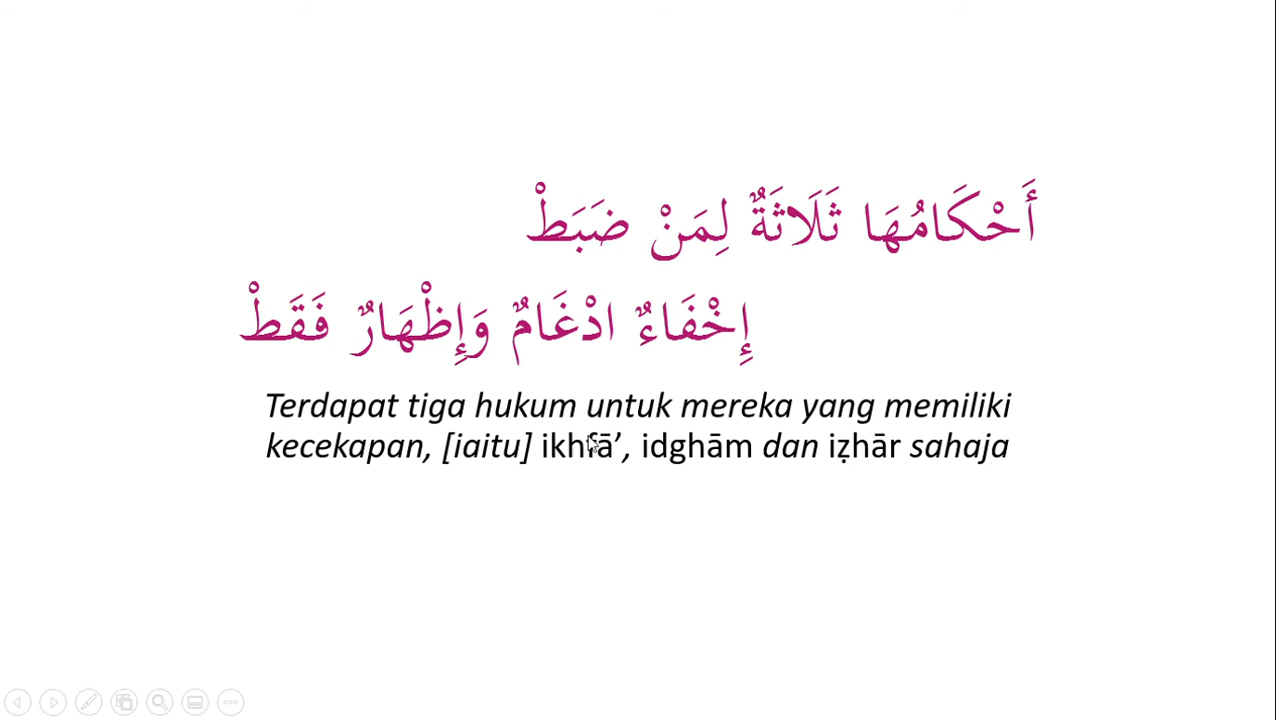 أَحْكَامُهَا ثَلَاثَةٌ لِمَنْ ضَبَطْ
إِخْفَاءٌ ادْغَامٌ وَإِظْهَارٌ فَقَطْ
Terdapat tiga hukum untuk mereka yang memiliki
kecekapan, [iaitu] ikhfā’, idghām dan iẓhār sahaja